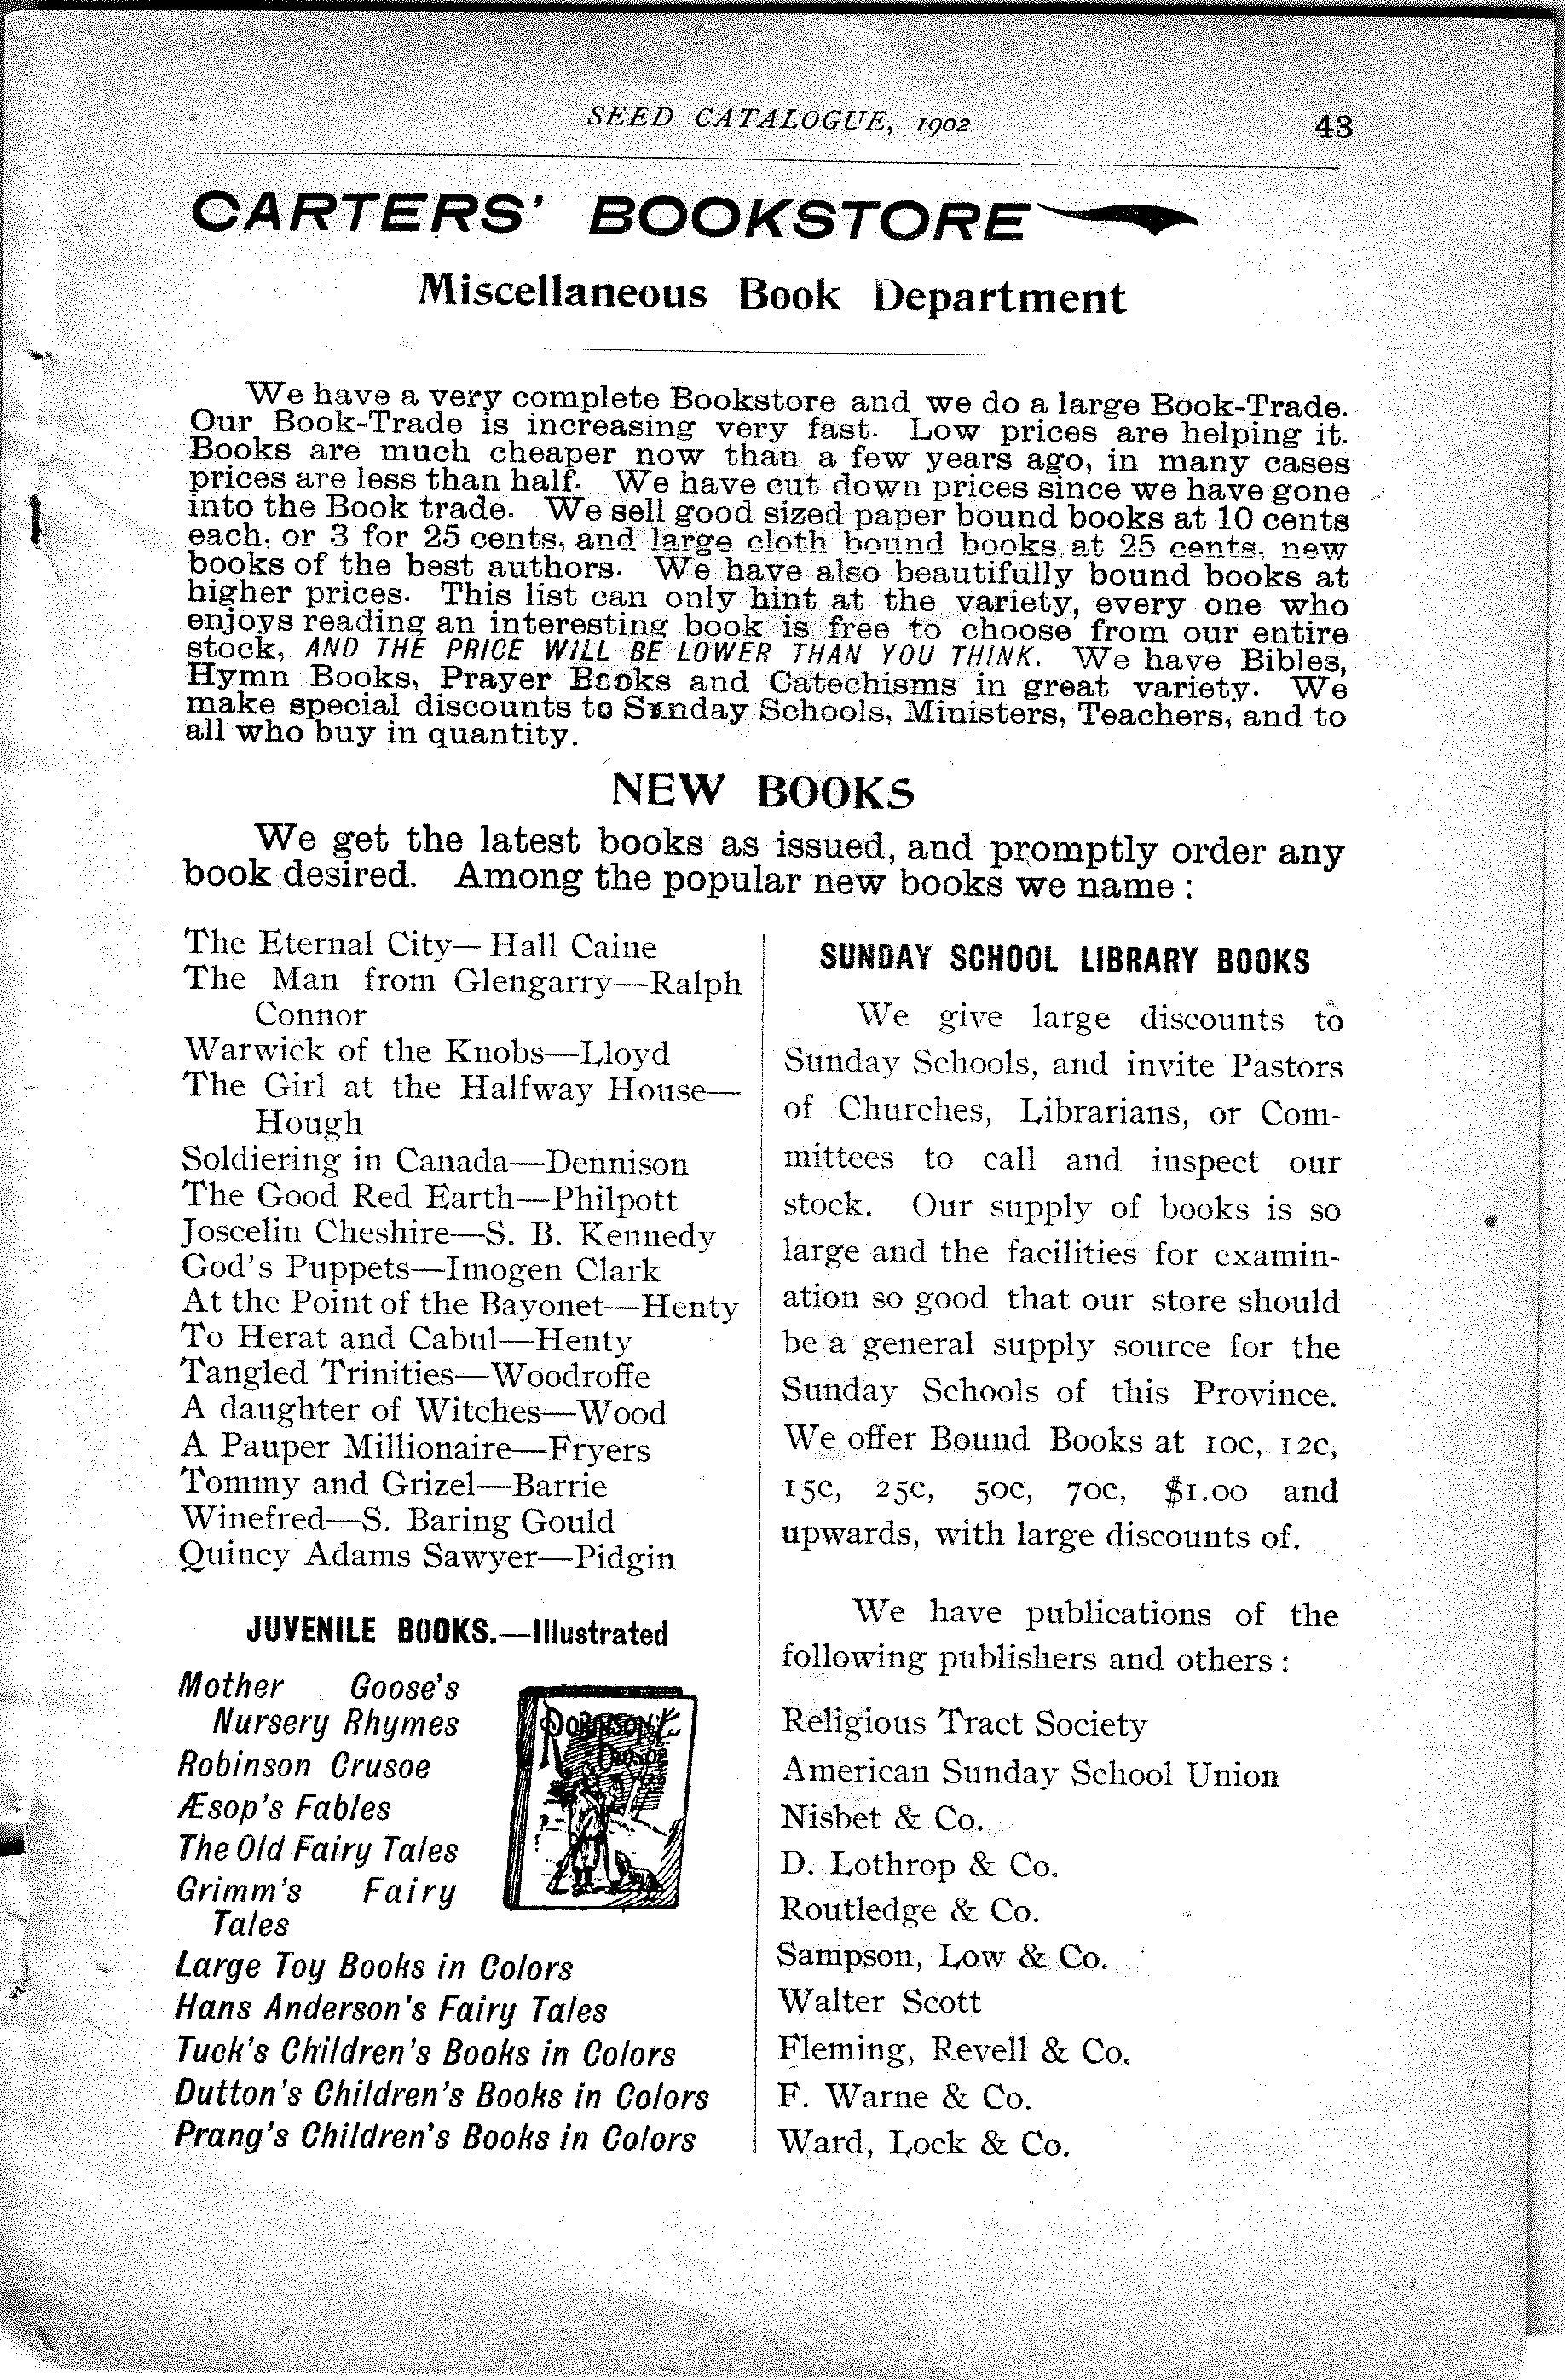 SEED CATALOGUE, 1902 43
CARTERS' BOOKSTORE
Miscellaneous Book Department
We have a very complete Bookstore and we do a large Book-Trade.
Our Book-Trade is increasing very fast. Low prices are helping it.
Books are much cheaper now than a few years ago, in many cases
prices are less than half. We have cut down prices since we have gone
into the Book trade. We sell good sized paper bound books at 10 cents
each, or 3 for 25 cents, and large cloth bound books at 25 cents, new
books of the best authors. We have also beautifully bound books at
higher prices. This list can only hint at the variety, every one who
enjoys reading an interesting book is free to choose from our entire
stock, AND THE PRICE WILL BE LOWER THAN YOU THINK. We have Bibles,
Hymn Books, Prayer Books and Catechisms in great variety. We
make special discounts to Sunday Schools, Ministers, Teachers, and to
all who buy in quantity.
NEW BOOKS
We get the latest books as issued, and promptly order any
book desired. Among the popular new books we name :
The Eternal City—Hall Caine
The Man from Glengarry—Ralph
Connor
Warwick of the Knobs—Lloyd
The Girl at the Halfway House—
Hough
Soldiering in Canada—Dennison
The Good Red Earth—Philpott
Joscelin Cheshire—S. B. Kennedy
God's Puppets—Imogen Clark
At the Point of the Bayonet—Henty
To Herat and Cabul—Henty
Tangled Trinities—Woodroffe
A daughter of Witches—Wood
A Pauper Millionaire—Fryers
Tommy and Grizel—Barrie
Winefred—S. Baring Gould
Quincy Adams Sawyer—Pidgin
JUVENILE BOOKS.—Illustrated
Mother Goose's
Nursery Rhymes
Robinson Crusoe
Æsop's Fables
The Old Fairy Tales
Grimm's Fairy
Tales
Large Toy Books in Colors
Hans Anderson's Fairy Tales
Tuck's Children's Books in Colors
Dutton's Children's Books in Colors
Prang's Children's Books in Colors
ROBINSON
CRUSOE
SUNDAY SCHOOL LIBRARY BOOKS
We give large discounts to
Sunday Schools, and invite Pastors
of Churches, Librarians, or Com-
mittees to call and inspect our
stock. Our supply of books is so
large and the facilities for examin-
ation so good that our store should
be a general supply source for the
Sunday Schools of this Province.
We offer Bound Books at 10c, 12c,
15c, 25c, 50c, 70c, $1.00 and
upwards, with large discounts of.
We have publications of the
following publishers and others :
Religious Tract Society
American Sunday School Union
Nisbet & Co.
D. Lothrop & Co.
Routledge & Co.
Sampson, Low & Co.
Walter Scott
Fleming, Revell & Co.
F. Warne & Co.
Ward, Lock & Co.